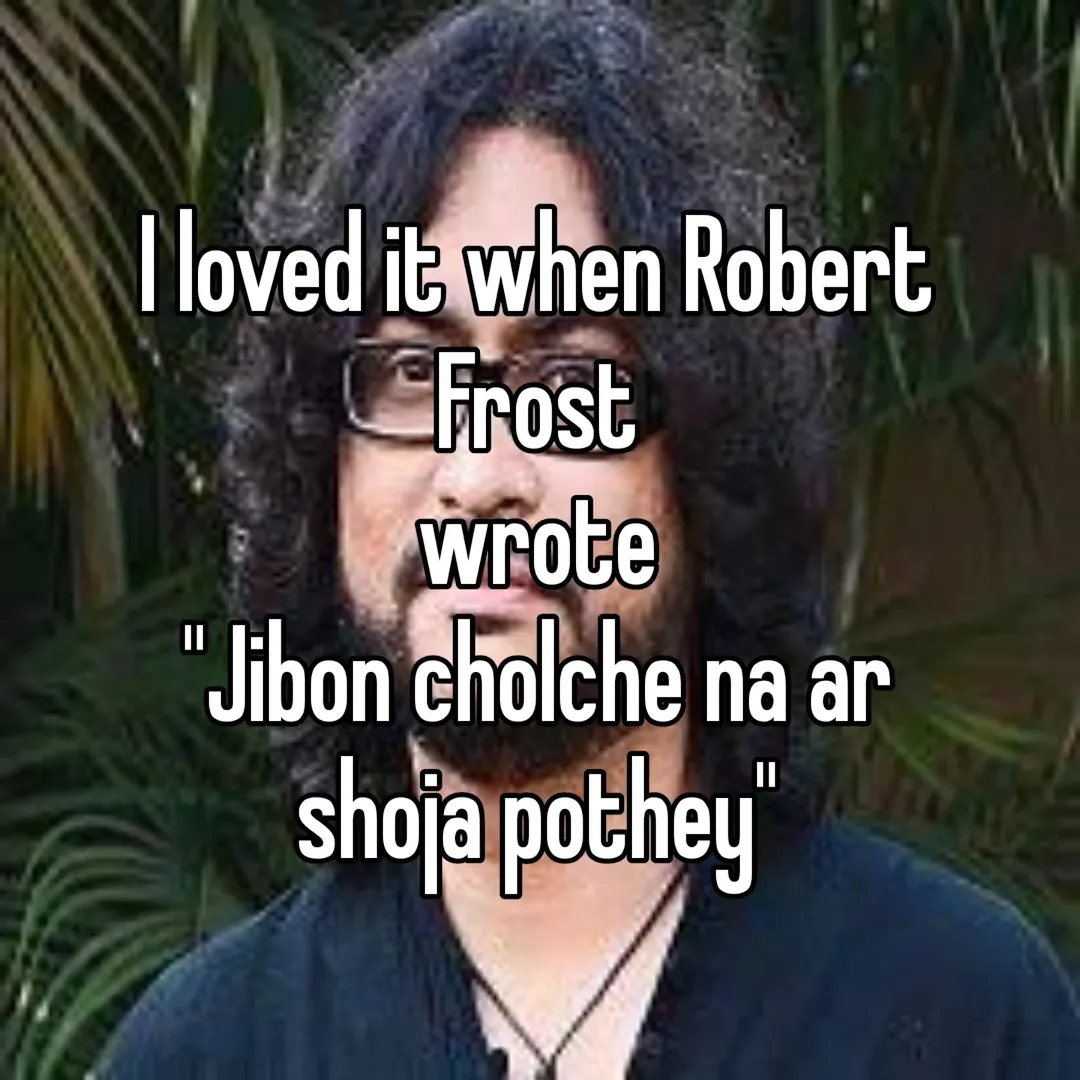 I loved it when Robert
Frost
wrote
"Jibon cholche na ar
shoja pothey"